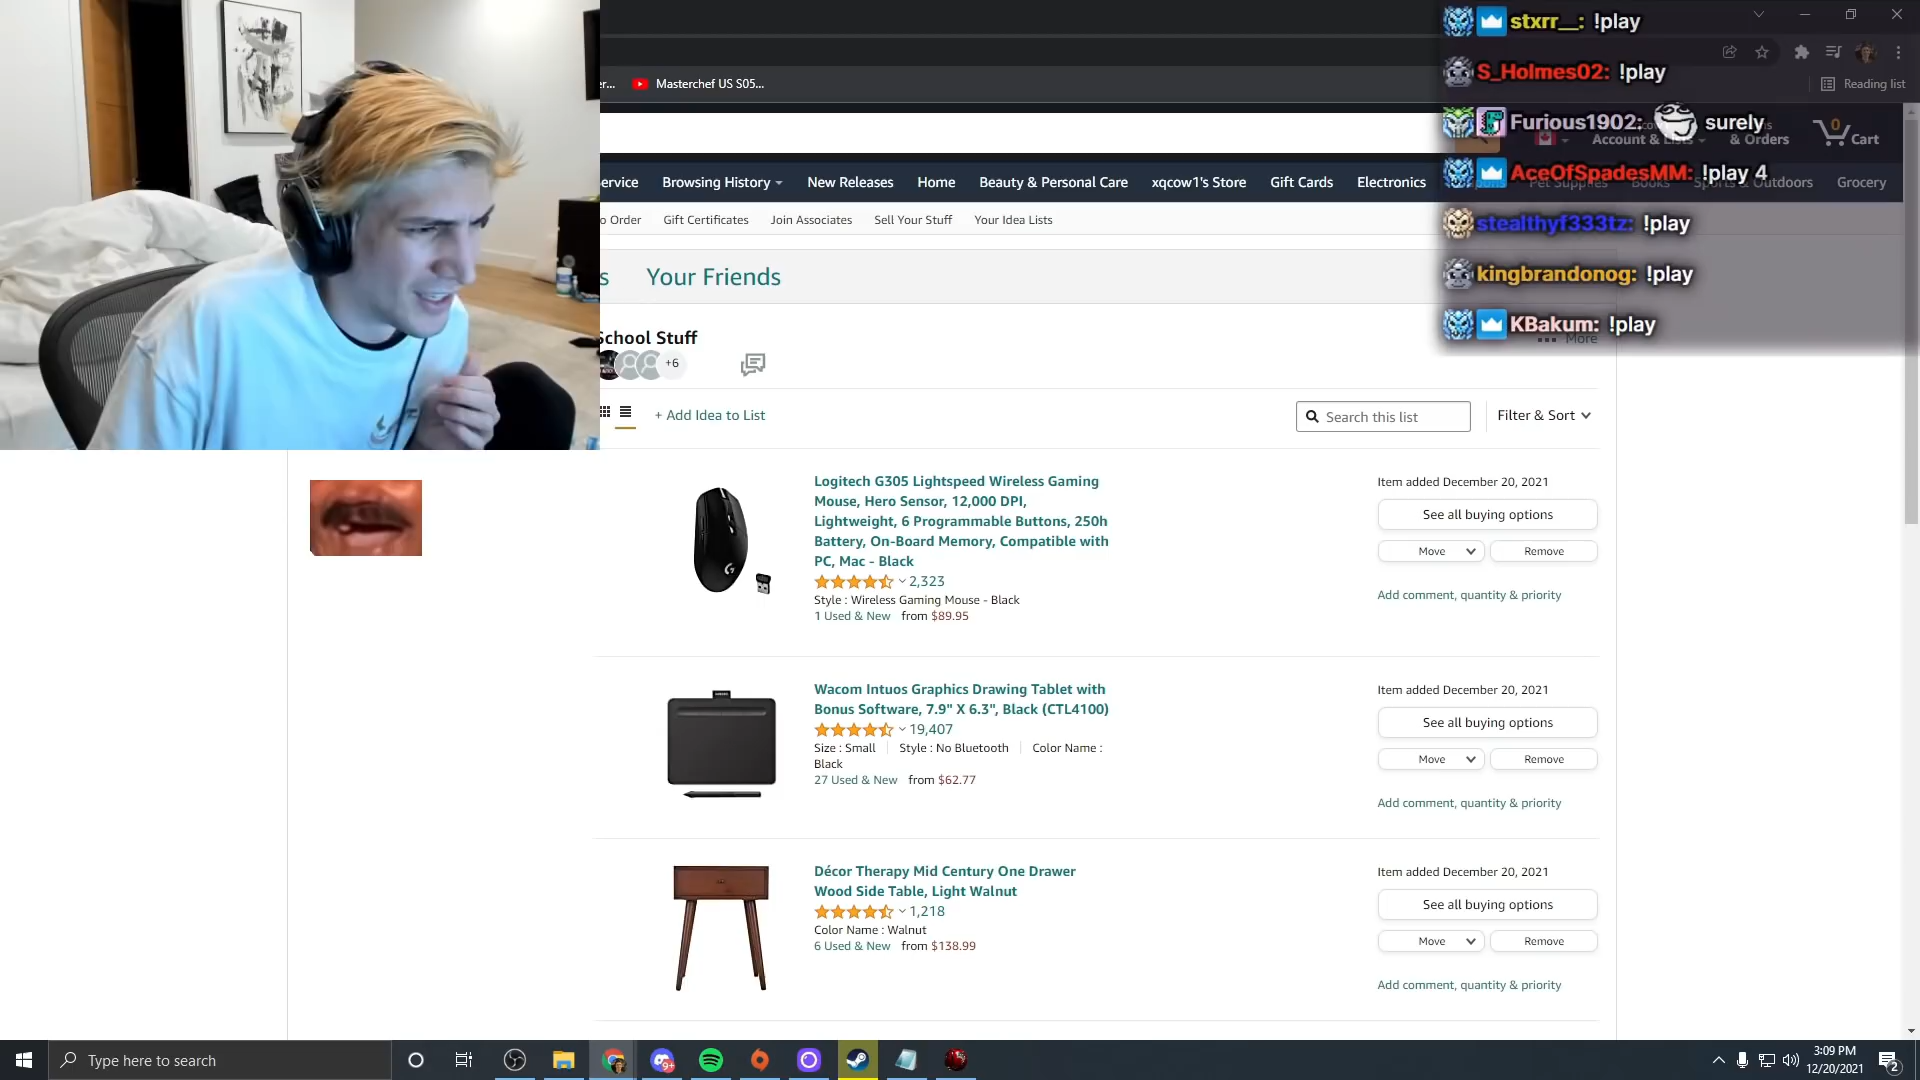 stxrr__: !play
er...
Masterchef US S05...
S_Holmes02: !play
Reading list
Furious1902: surely
Account & Lists
& Orders
0
Cart
ervice
Browsing History
New Releases
Home
Beauty & Personal Care
xqcow1's Store
Gift Cards
Electronics
AceOfSpadesMM: !play 4
Pet Supplies
Books
Sports & Outdoors
Grocery
o Order
Gift Certificates
Join Associates
Sell Your Stuff
Your Idea Lists
stealthyf333tz: !play
s
Your Friends
kingbrandonog: !play
KBakum: !play
School Stuff
More
+6
+ Add Idea to List
Search this list
Filter & Sort
Logitech G305 Lightspeed Wireless Gaming
Mouse, Hero Sensor, 12,000 DPI,
Lightweight, 6 Programmable Buttons, 250h
Battery, On-Board Memory, Compatible with
PC, Mac - Black
2,323
Style : Wireless Gaming Mouse - Black
1 Used & New from $89.95
Item added December 20, 2021
See all buying options
Move
Remove
Add comment, quantity & priority
Wacom Intuos Graphics Drawing Tablet with
Bonus Software, 7.9" X 6.3", Black (CTL4100)
19,407
Size : Small
Style : No Bluetooth
Color Name :
Black
27 Used & New from $62.77
Item added December 20, 2021
See all buying options
Move
Remove
Add comment, quantity & priority
Décor Therapy Mid Century One Drawer
Wood Side Table, Light Walnut
1,218
Color Name : Walnut
6 Used & New from $138.99
Item added December 20, 2021
See all buying options
Move
Remove
Add comment, quantity & priority
Type here to search
9+
3:09 PM
12/20/2021
2